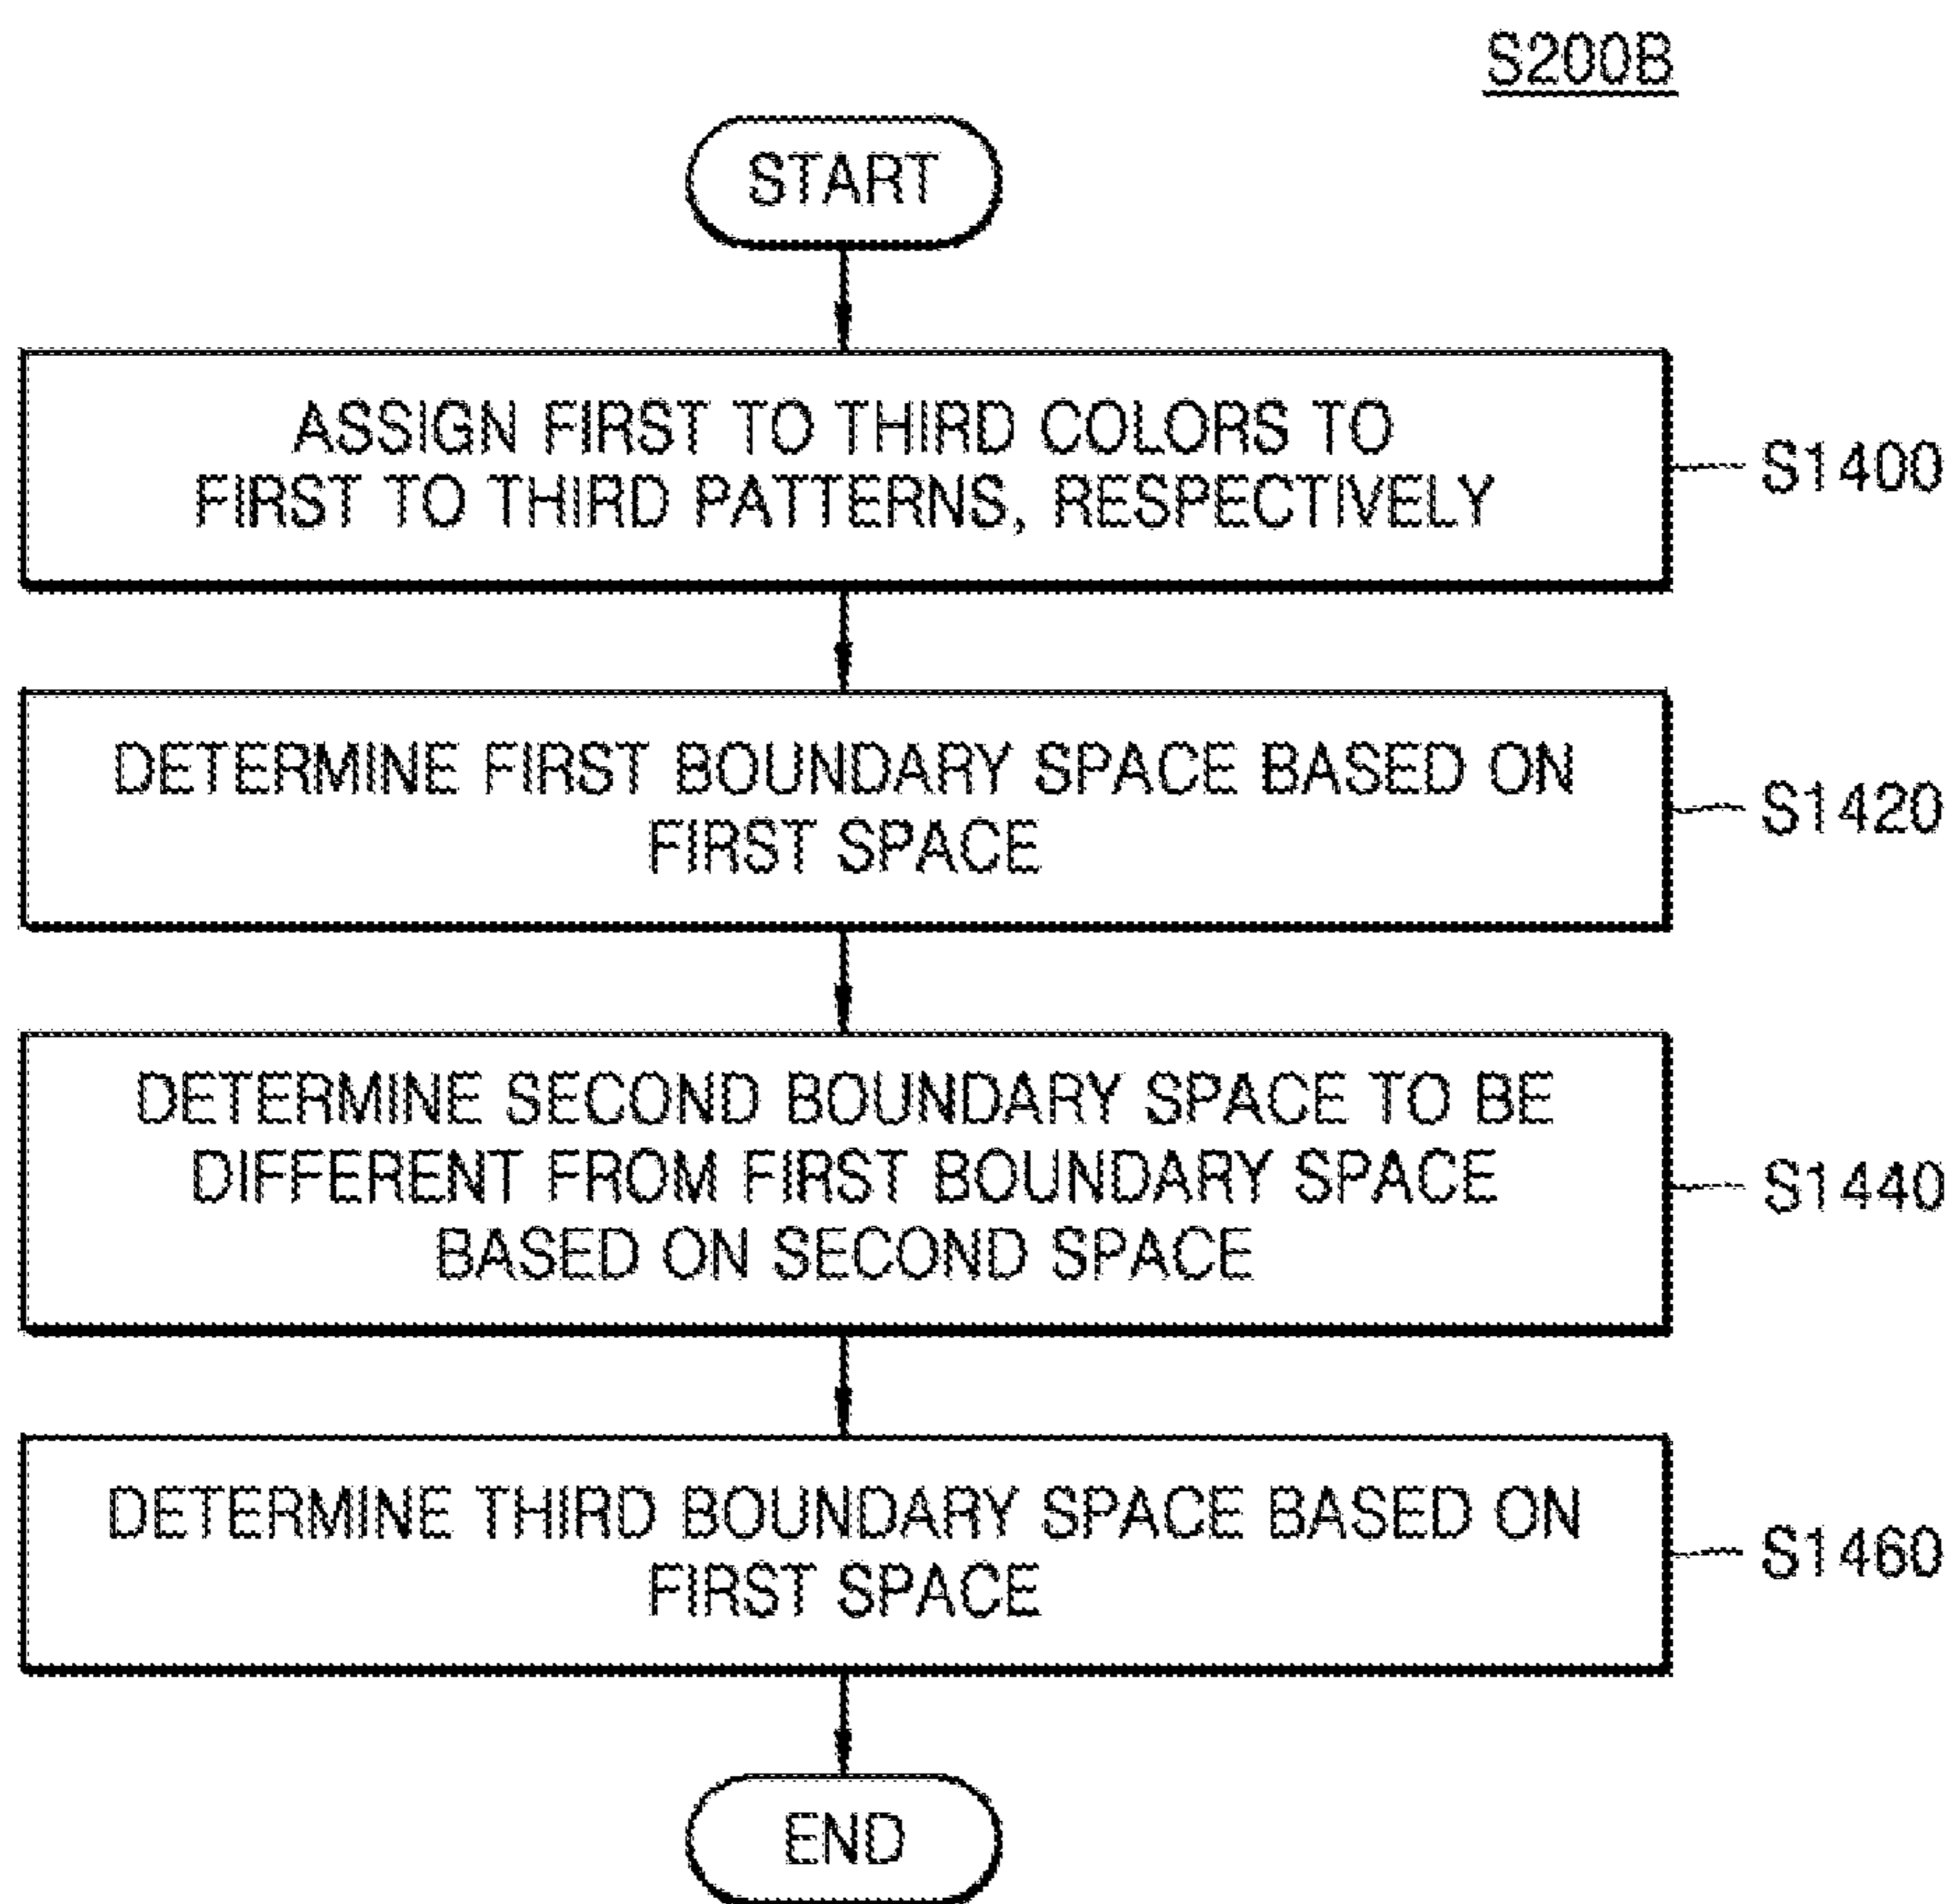 S200B
START
ASSIGN FIRST TO THIRD COLORS TO
FIRST TO THIRD PATTERNS, RESPECTIVELY
S1400
DETERMINE FIRST BOUNDARY SPACE BASED ON
FIRST SPACE
S1420
DETERMINE SECOND BOUNDARY SPACE TO BE
DIFFERENT FROM FIRST BOUNDARY SPACE
BASED ON SECOND SPACE
S1440
DETERMINE THIRD BOUNDARY SPACE BASED ON
FIRST SPACE
S1460
END